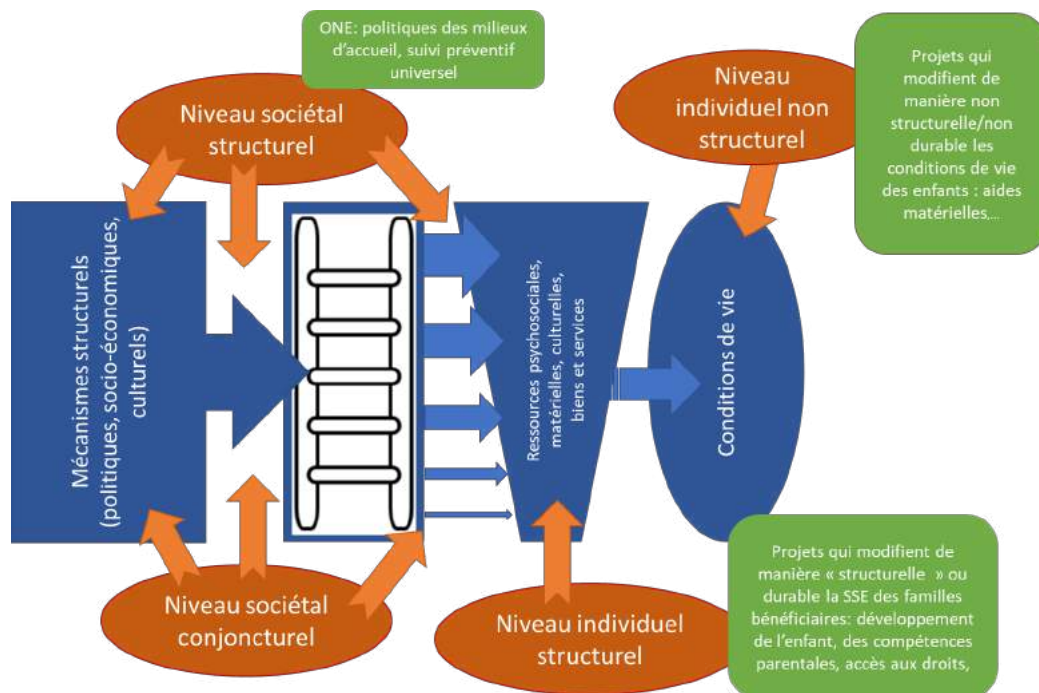 ONE: politiques des milieux
d'accueil, suivi préventif
universel
Niveau sociétal
structurel
Niveau
individuel non
structurel
Projets qui
modifient de
manière non
structurelle/non
durable les
conditions de vie
des enfants : aides
matérielles,...
Mécanismes structurels
(politiques, socio-économiques,
culturels)
Ressources psychosociales,
matérielles, culturelles,
biens et services
Conditions de vie
Niveau sociétal
conjoncturel
Niveau individuel
structurel
Projets qui modifient de
manière « structurelle » ou
durable la SSE des familles
bénéficiaires: développement
de l'enfant, des compétences
parentales, accès aux droits,